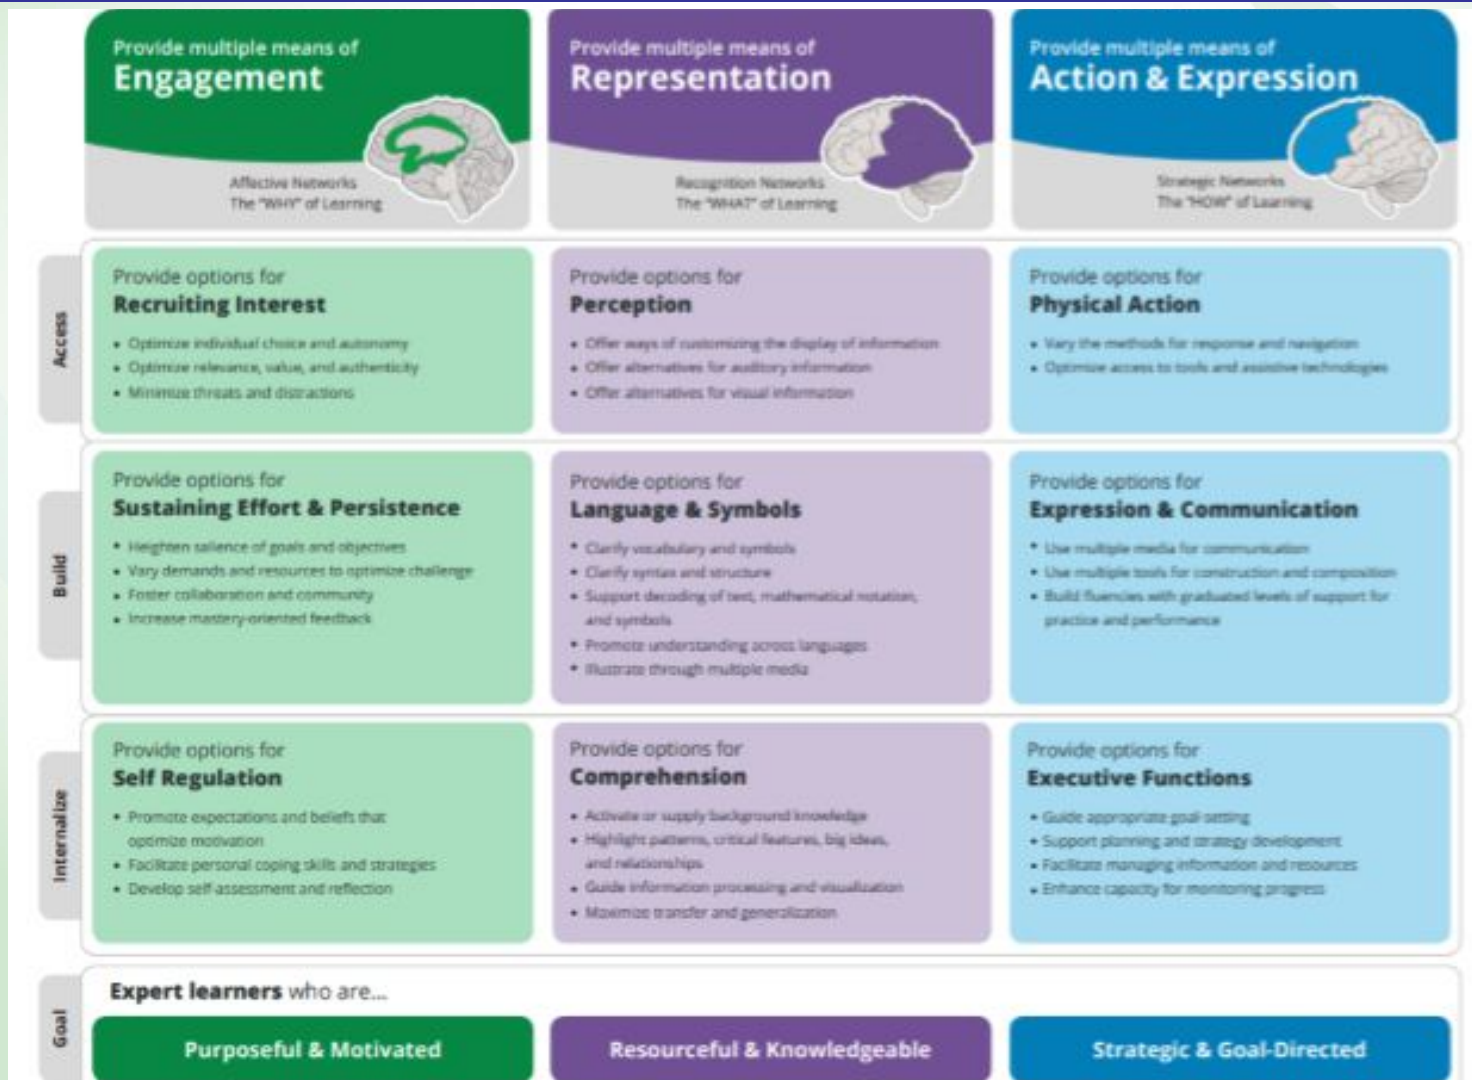 Provide multiple means of
Engagement
Affective Networks
The "WHY" of Learning
Provide multiple means of
Representation
Recognition Networks
The "WHAT" of Learning
Provide multiple means of
Action & Expression
Strategic Networks
The "HOW" of Learning
Access
Provide options for
Recruiting Interest
• Optimize individual choice and autonomy
• Optimize relevance, value, and authenticity
• Minimize threats and distractions
Provide options for
Perception
• Offer ways of customizing the display of information
• Offer alternatives for auditory information
• Offer alternatives for visual information
Provide options for
Physical Action
• Vary the methods for response and navigation
• Optimize access to tools and assistive technologies
Build
Provide options for
Sustaining Effort & Persistence
• Heighten salience of goals and objectives
• Vary demands and resources to optimize challenge
• Foster collaboration and community
• Increase mastery-oriented feedback
Provide options for
Language & Symbols
• Clarify vocabulary and symbols
• Clarify syntax and structure
• Support decoding of text, mathematical notation,
and symbols
• Promote understanding across languages
• Illustrate through multiple media
Provide options for
Expression & Communication
• Use multiple media for communication
• Use multiple tools for construction and composition
• Build fluencies with graduated levels of support for
practice and performance
Internalize
Provide options for
Self Regulation
• Promote expectations and beliefs that
optimize motivation
• Facilitate personal coping skills and strategies
• Develop self-assessment and reflection
Provide options for
Comprehension
• Activate or supply background knowledge
• Highlight patterns, critical features, big ideas,
and relationships
• Guide information processing and visualization
• Maximize transfer and generalization
Provide options for
Executive Functions
• Guide appropriate goal-setting
• Support planning and strategy development
• Facilitate managing information and resources
• Enhance capacity for monitoring progress
Goal
Expert learners who are...
Purposeful & Motivated
Resourceful & Knowledgeable
Strategic & Goal-Directed